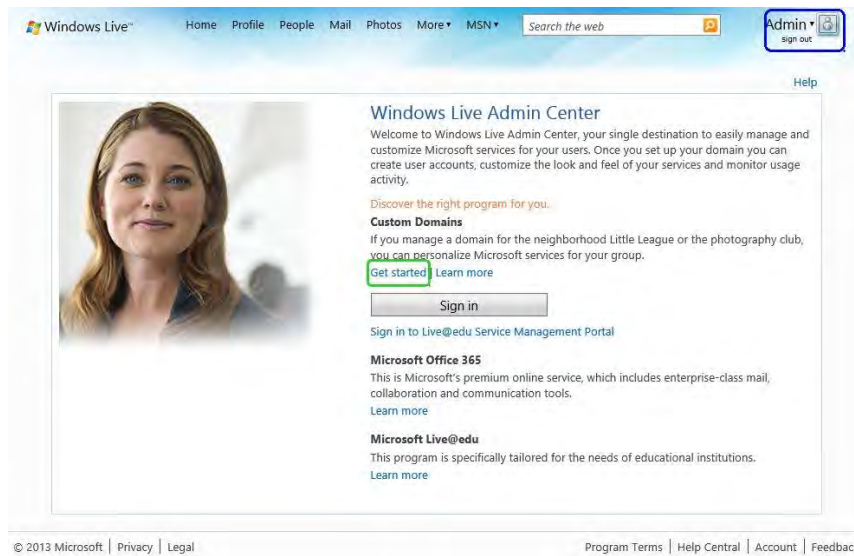 Windows Live™ Home Profile People Mail Photos More MSN Search the web Admin
sign out
Help
Windows Live Admin Center
Welcome to Windows Live Admin Center, your single destination to easily manage and
customize Microsoft services for your users. Once you set up your domain you can
create user accounts, customize the look and feel of your services and monitor usage
activity.
Discover the right program for you.
Custom Domains
If you manage a domain for the neighborhood Little League or the photography club,
you can personalize Microsoft services for your group.
Get started | Learn more
Sign in
Sign in to Live@edu Service Management Portal
Microsoft Office 365
This is Microsoft's premium online service, which includes enterprise-class mail,
collaboration and communication tools.
Learn more
Microsoft Live@edu
This program is specifically tailored for the needs of educational institutions.
Learn more
© 2013 Microsoft | Privacy | Legal Program Terms | Help Central | Account | Feedbac